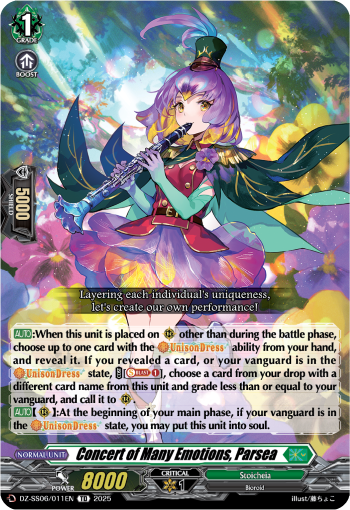 1
GRADE
BOOST
5000
SHIELD
Layering each individual's uniqueness,
let's create our own performance!
AUTO:When this unit is placed on RC other than during the battle phase,
choose up to one card with the UnisonDress ability from your hand,
and reveal it. If you revealed a card, or your vanguard is in the
UnisonDress state, [SOUL BLAST 1], choose a card from your drop with a
different card name from this unit and grade less than or equal to your
vanguard, and call it to RC.
AUTO【RC】:At the beginning of your main phase, if your vanguard is
in the UnisonDress state, you may put this unit into soul.
〈NORMAL UNIT〉
Concert of Many Emotions, Parsea
POWER 8000
CRITICAL
1
Stoicheia
Bioroid
DZ-SS06/011EN TD 2025
illust/藤ちょこ